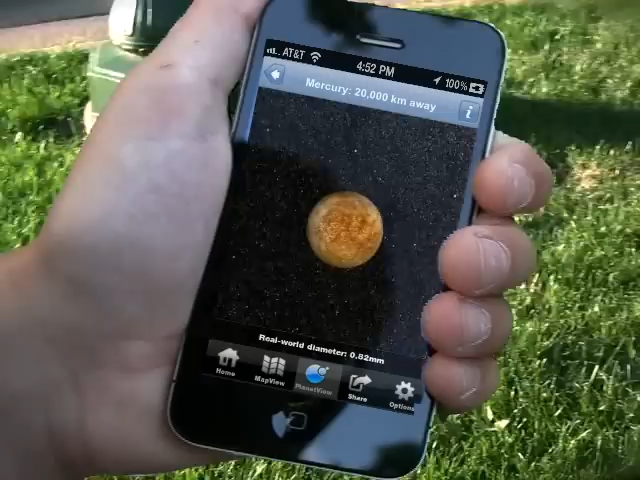 AT&T 4:52 PM 100%
Mercury: 20,000 km away
i
Real-world diameter: 0.82mm
Home MapView PlanetView Share Options